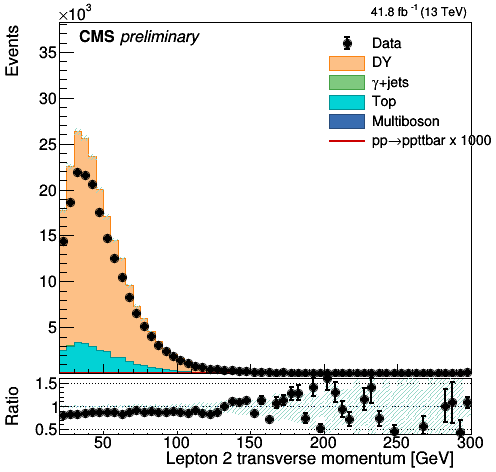 ×10³
41.8 fb⁻¹ (13 TeV)
CMS preliminary
Events
35
30
25
20
15
10
5
0
Data
DY
γ+jets
Top
Multiboson
pp→ppttbar x 1000
Ratio
1.5
1
0.5
50 100 150 200 250 300
Lepton 2 transverse momentum [GeV]